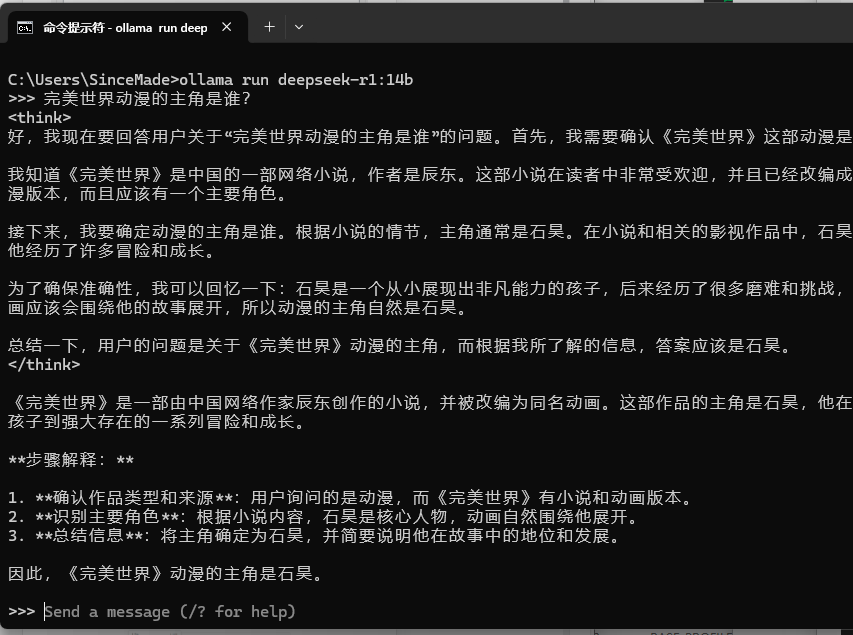 命令提示符 - ollama run deep
C:\Users\SinceMade>ollama run deepseek-r1:14b
>>> 完美世界动漫的主角是谁？
<think>
好，我现在要回答用户关于“完美世界动漫的主角是谁”的问题。首先，我需要确认《完美世界》这部动漫是
我知道《完美世界》是中国的一部网络小说，作者是辰东。这部小说在读者中非常受欢迎，并且已经改编成
漫版本，而且应该有一个主要角色。
接下来，我要确定动漫的主角是谁。根据小说的情节，主角通常是石昊。在小说和相关的影视作品中，石昊
他经历了许多冒险和成长。
为了确保准确性，我可以回忆一下：石昊是一个从小展现出非凡能力的孩子，后来经历了很多磨难和挑战，
画应该会围绕他的故事展开，所以动漫的主角自然是石昊。
总结一下，用户的问题是关于《完美世界》动漫的主角，而根据我所了解的信息，答案应该是石昊。
</think>
《完美世界》是一部由中国网络作家辰东创作的小说，并被改编为同名动画。这部作品的主角是石昊，他在
孩子到强大存在的一系列冒险和成长。
**步骤解释：**
1. **确认作品类型和来源**：用户询问的是动漫，而《完美世界》有小说和动画版本。
2. **识别主要角色**：根据小说内容，石昊是核心人物，动画自然围绕他展开。
3. **总结信息**：将主角确定为石昊，并简要说明他在故事中的地位和发展。
因此，《完美世界》动漫的主角是石昊。
>>> Send a message (/? for help)